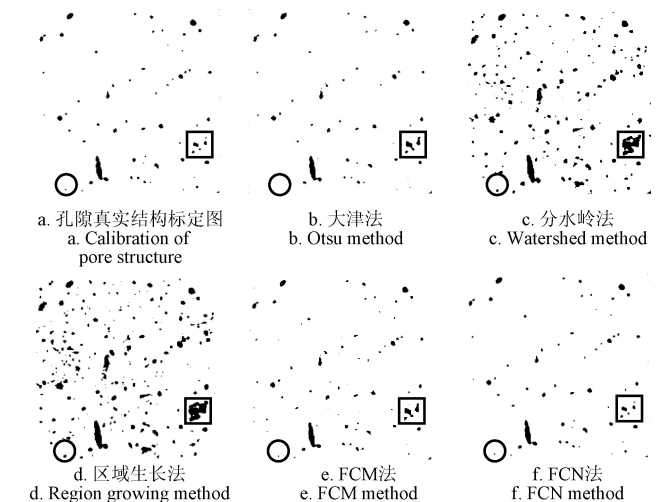 a. 孔隙真实结构标定图
a. Calibration of
pore structure
b. 大津法
b. Otsu method
c. 分水岭法
c. Watershed method
d. 区域生长法
d. Region growing method
e. FCM法
e. FCM method
f. FCN法
f. FCN method